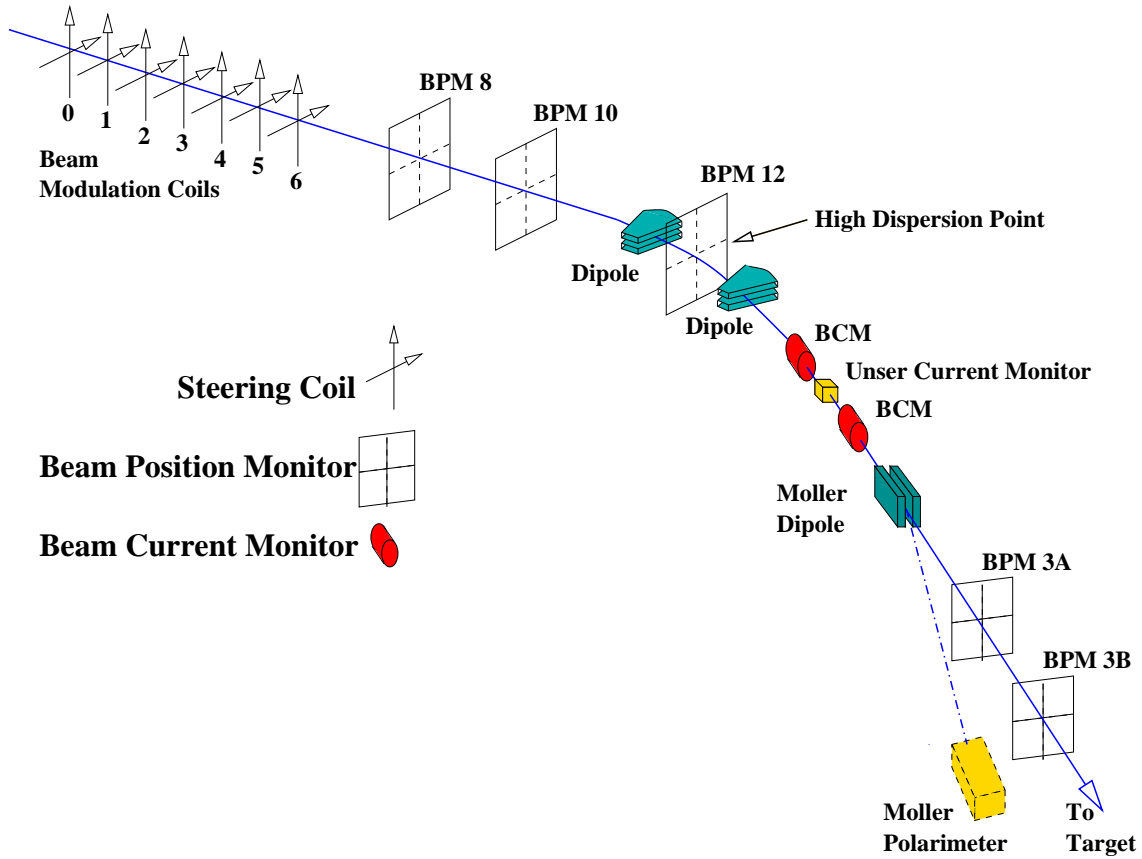 BPM 8
BPM 10
0
1
2
3
4
5
6
Beam
Modulation Coils
BPM 12
High Dispersion Point
Dipole
Dipole
BCM
Unser Current Monitor
BCM
Steering Coil
Beam Position Monitor
Moller
Dipole
Beam Current Monitor
BPM 3A
BPM 3B
Moller
Polarimeter
To
Target